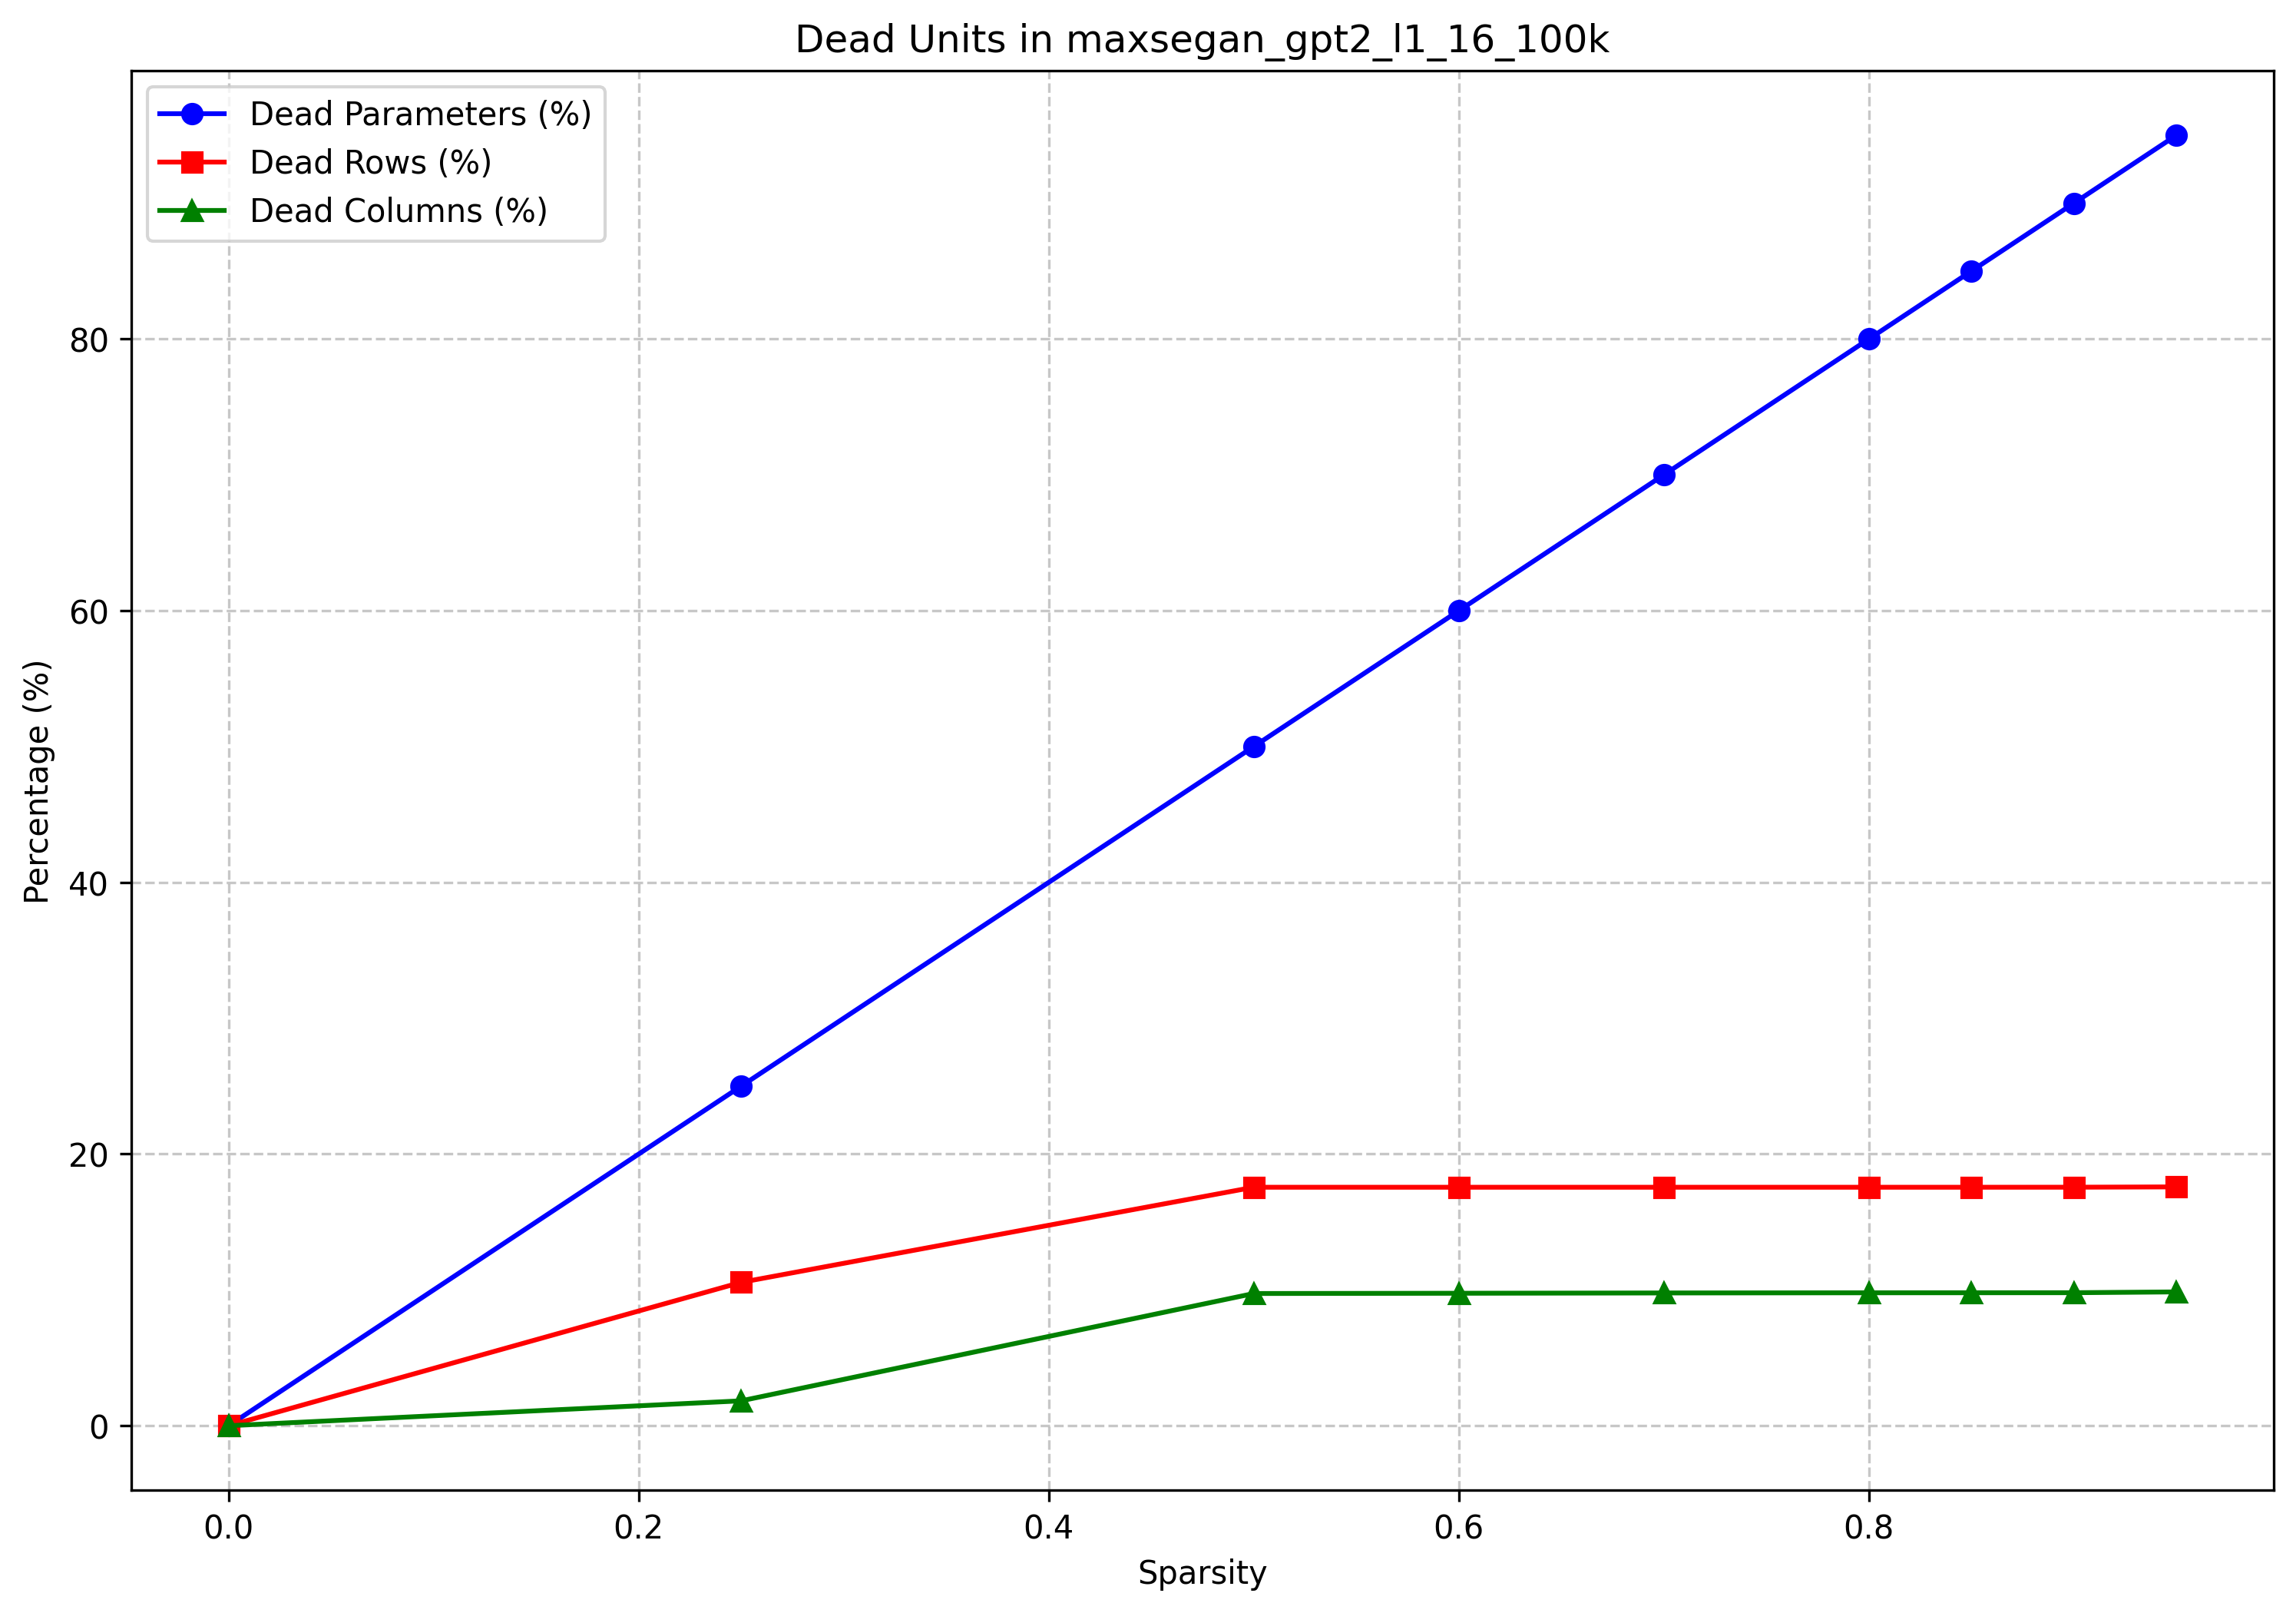 Dead Units in maxsegan_gpt2_l1_16_100k
Dead Parameters (%)
Dead Rows (%)
Dead Columns (%)
Percentage (%)
80
60
40
20
0
0.0 0.2 0.4 0.6 0.8
Sparsity